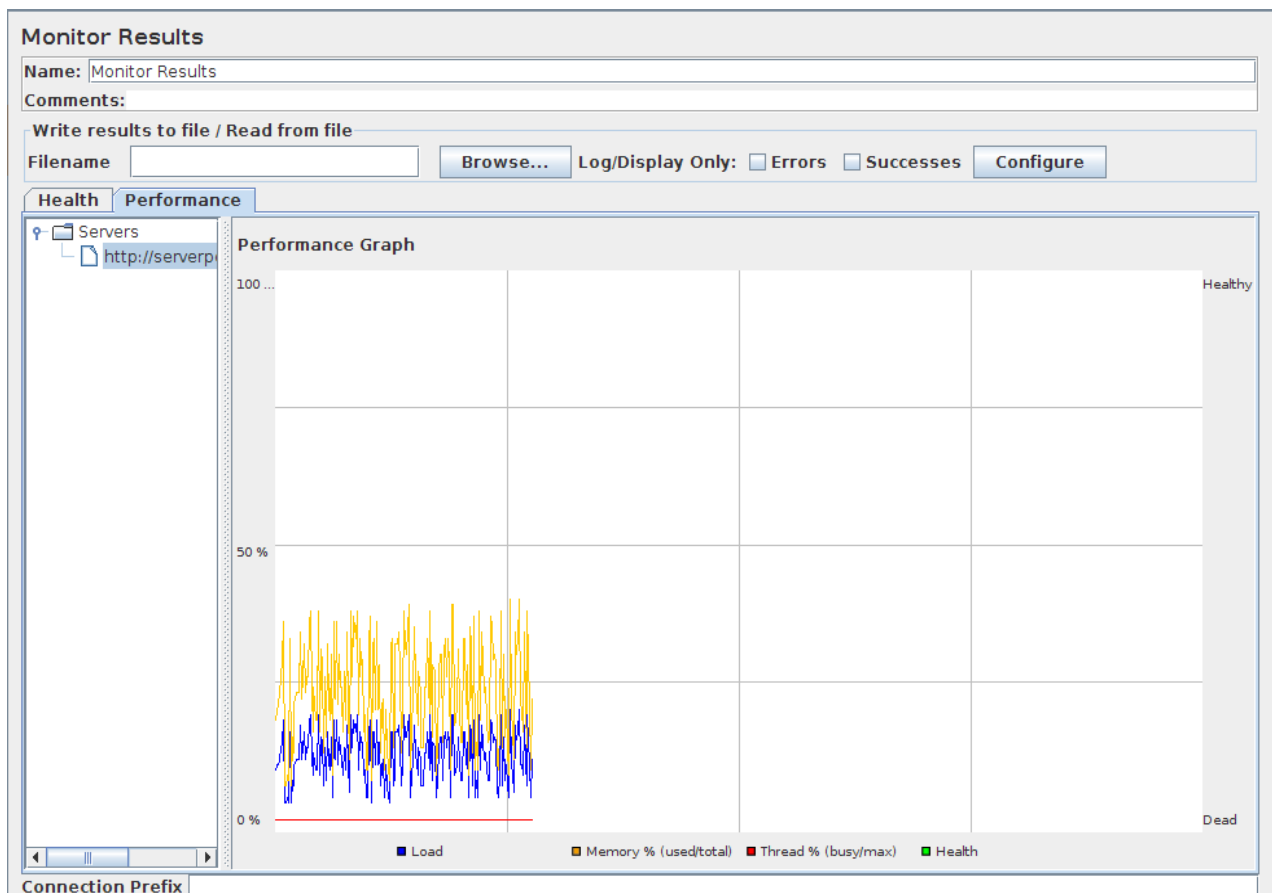 Monitor Results
Name: Monitor Results
Comments:
Write results to file / Read from file
Filename Browse... Log/Display Only: Errors Successes Configure
Health Performance
Servers
http://serverp
Performance Graph
100 ... Healthy
50 %
0 % Dead
Load Memory % (used/total) Thread % (busy/max) Health
Connection Prefix